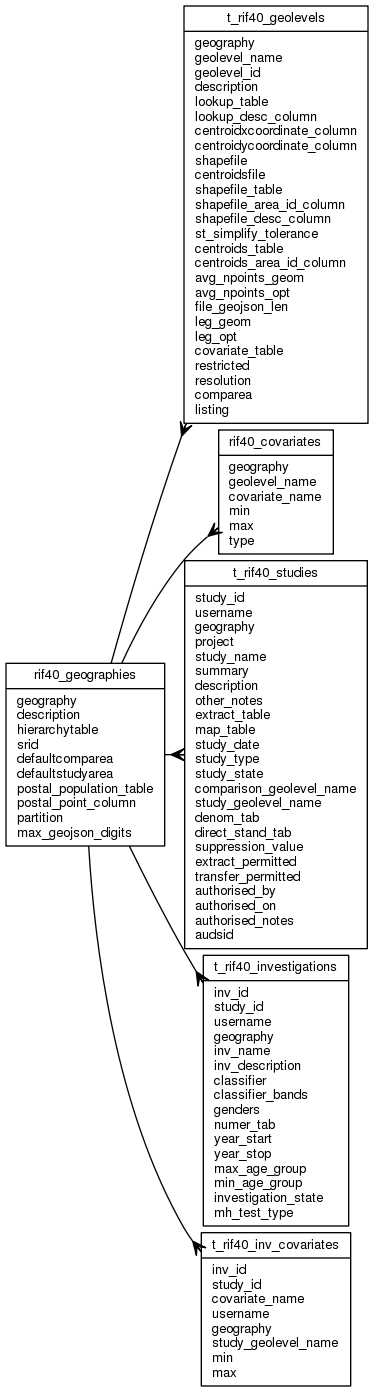 t_rif40_geolevels
geography
geolevel_name
geolevel_id
description
lookup_table
lookup_desc_column
centroidxcoordinate_column
centroidycoordinate_column
shapefile
centroidsfile
shapefile_table
shapefile_area_id_column
shapefile_desc_column
st_simplify_tolerance
centroids_table
centroids_area_id_column
avg_npoints_geom
avg_npoints_opt
file_geojson_len
leg_geom
leg_opt
covariate_table
restricted
resolution
comparea
listing
rif40_covariates
geography
geolevel_name
covariate_name
min
max
type
t_rif40_studies
study_id
username
geography
project
study_name
summary
description
other_notes
extract_table
map_table
study_date
study_type
study_state
comparison_geolevel_name
study_geolevel_name
denom_tab
direct_stand_tab
suppression_value
extract_permitted
transfer_permitted
authorised_by
authorised_on
authorised_notes
audsid
rif40_geographies
geography
description
hierarchytable
srid
defaultcomparea
defaultstudyarea
postal_population_table
postal_point_column
partition
max_geojson_digits
t_rif40_investigations
inv_id
study_id
username
geography
inv_name
inv_description
classifier
classifier_bands
genders
numer_tab
year_start
year_stop
max_age_group
min_age_group
investigation_state
mh_test_type
t_rif40_inv_covariates
inv_id
study_id
covariate_name
username
geography
study_geolevel_name
min
max